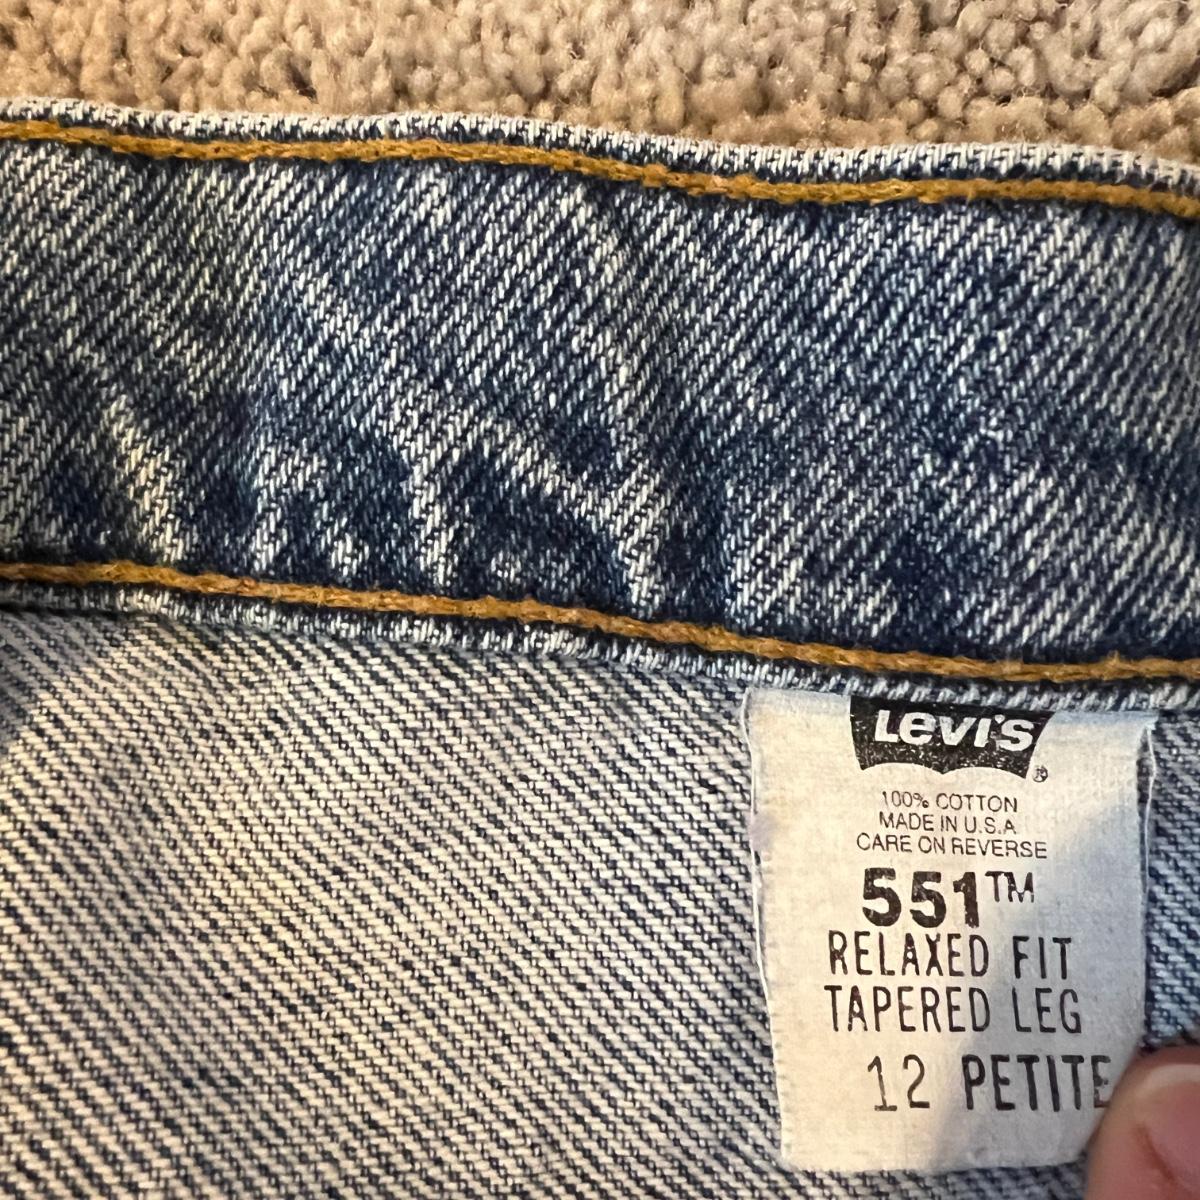 LEVI'S
®
100% COTTON
MADE IN U.S.A
CARE ON REVERSE
551™
RELAXED FIT
TAPERED LEG
12 PETITE